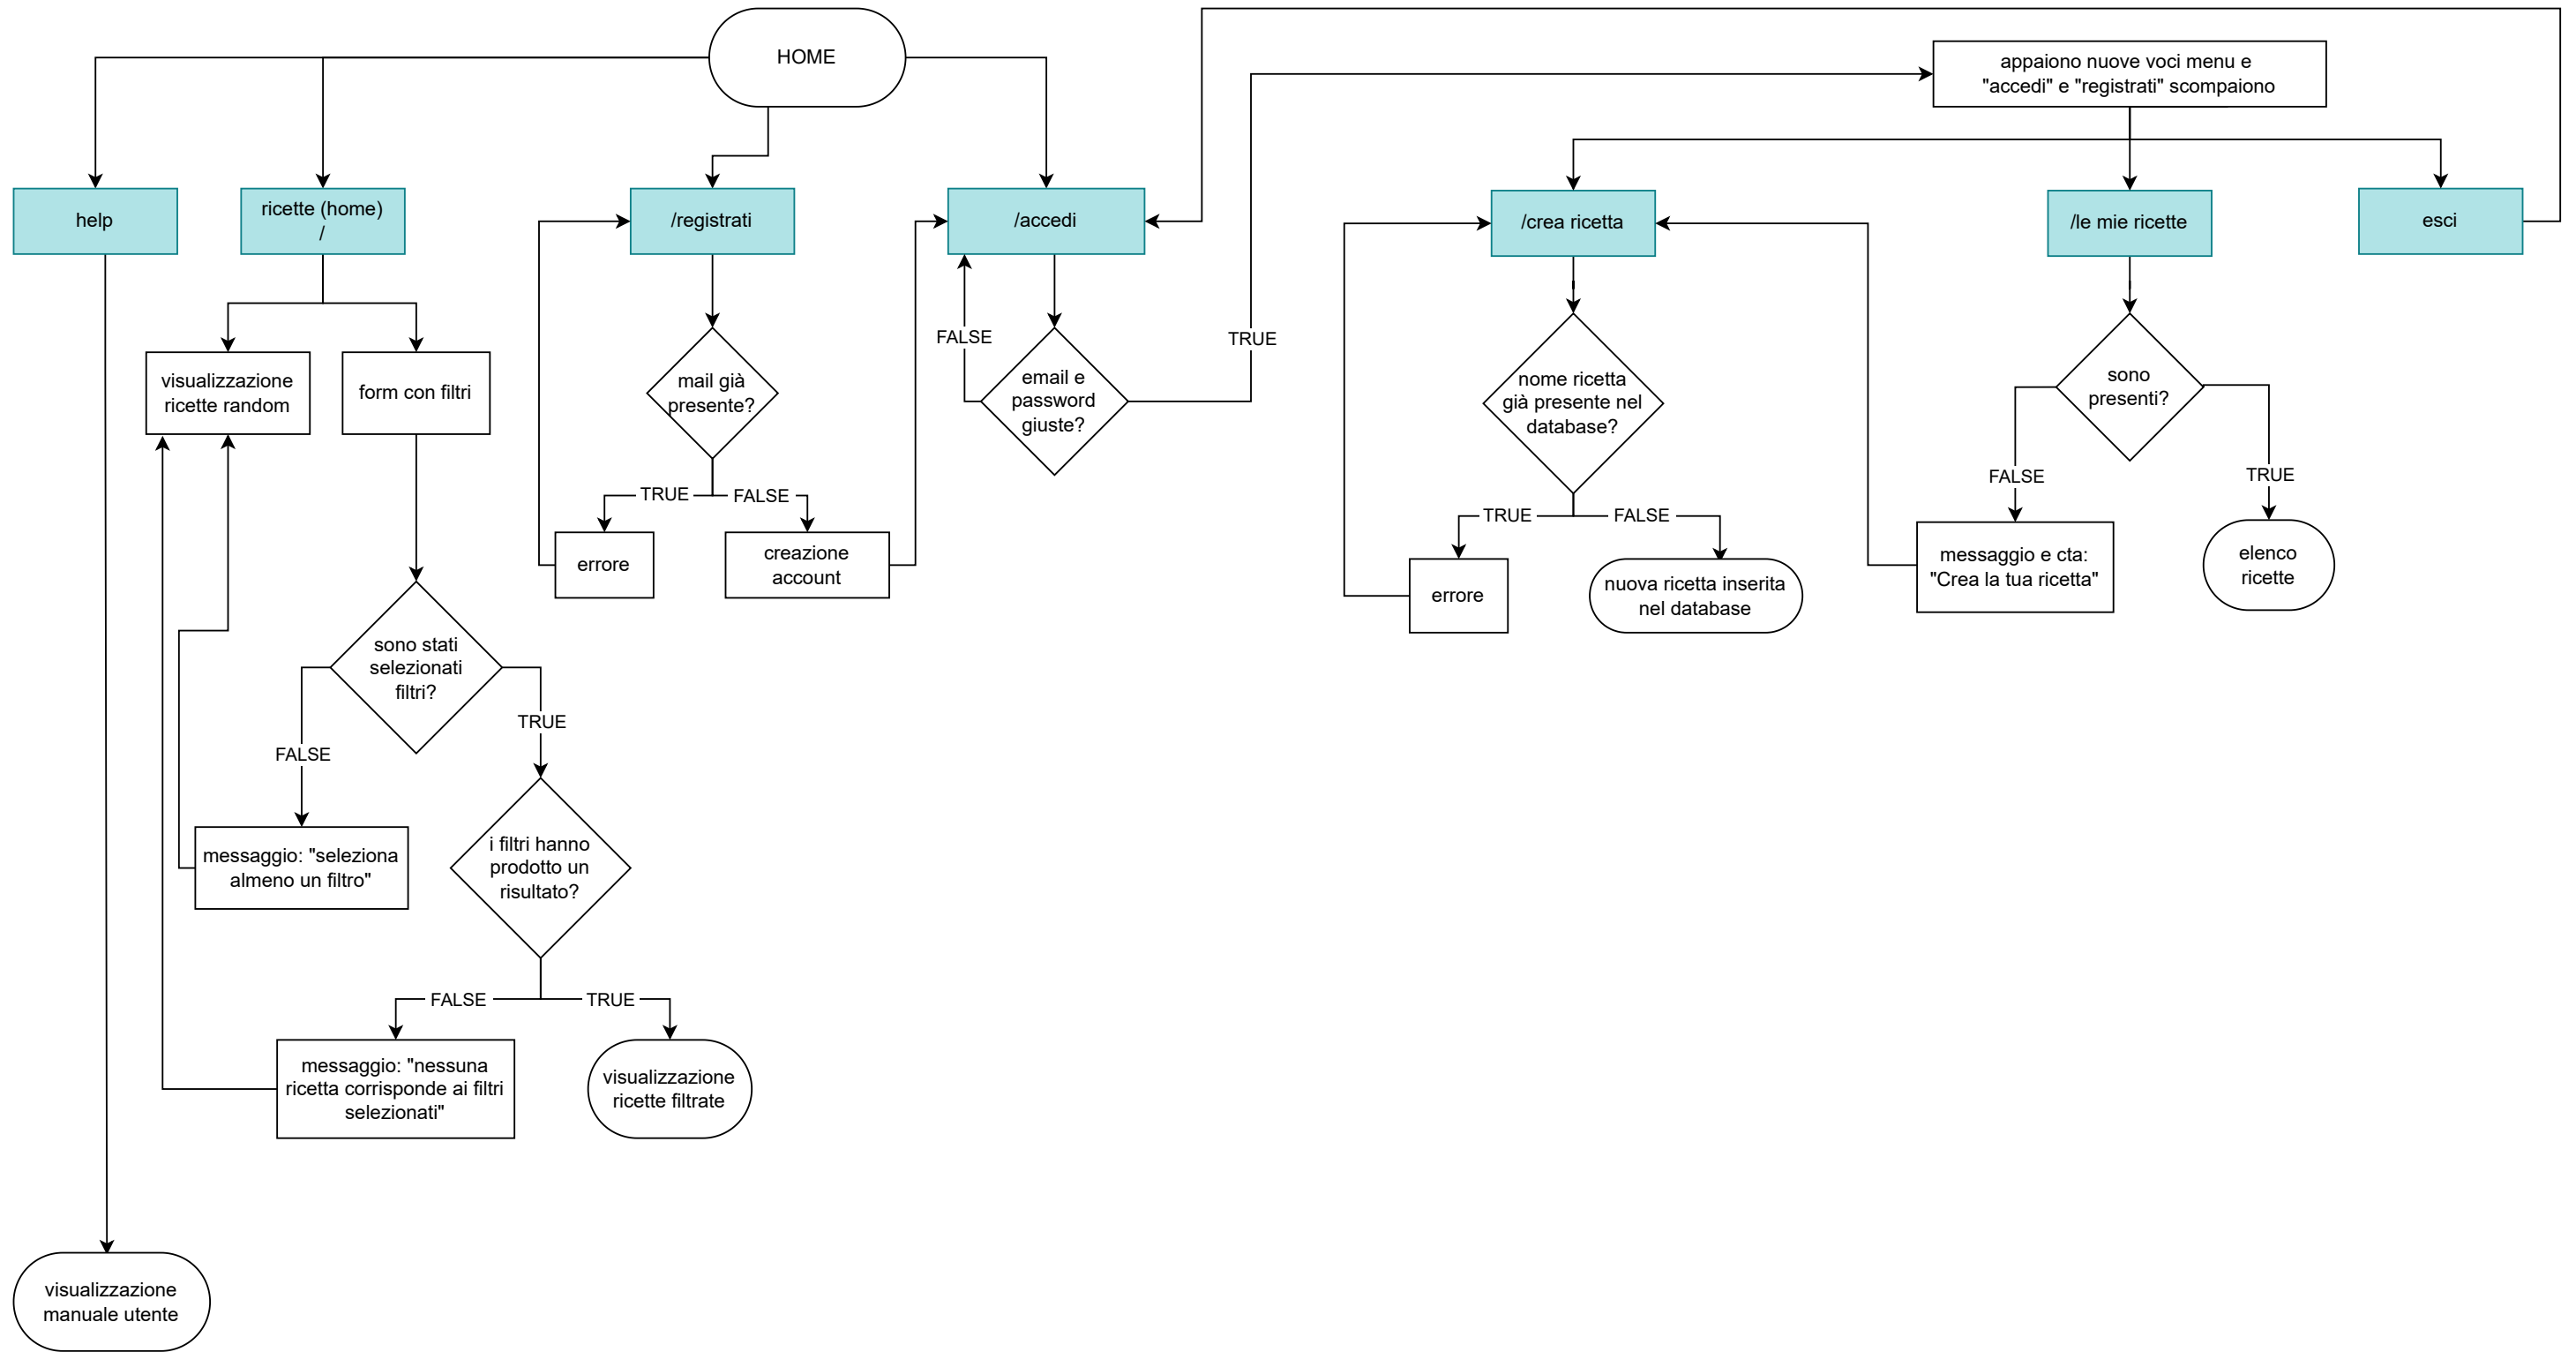 HOME
appaiono nuove voci menu e
"accedi" e "registrati" scompaiono
help
ricette (home)
/
/registrati
/accedi
/crea ricetta
/le mie ricette
esci
FALSE
TRUE
visualizzazione
ricette random
form con filtri
mail già
presente?
email e
password
giuste?
nome ricetta
già presente nel
database?
sono
presenti?
TRUE
FALSE
TRUE
FALSE
FALSE
TRUE
errore
creazione
account
errore
nuova ricetta inserita
nel database
messaggio e cta:
"Crea la tua ricetta"
elenco
ricette
sono stati
selezionati
filtri?
FALSE
TRUE
messaggio: "seleziona
almeno un filtro"
i filtri hanno
prodotto un
risultato?
FALSE
TRUE
messaggio: "nessuna
ricetta corrisponde ai filtri
selezionati"
visualizzazione
ricette filtrate
visualizzazione
manuale utente